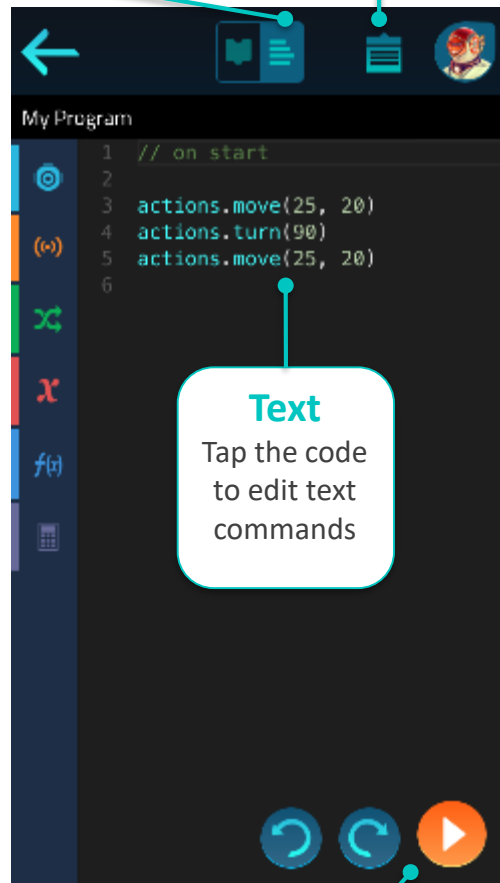 My Program
1 // on start
2
3 actions.move(25, 20)
4 actions.turn(90)
5 actions.move(25, 20)
6
x
f(x)
Text
Tap the code
to edit text
commands